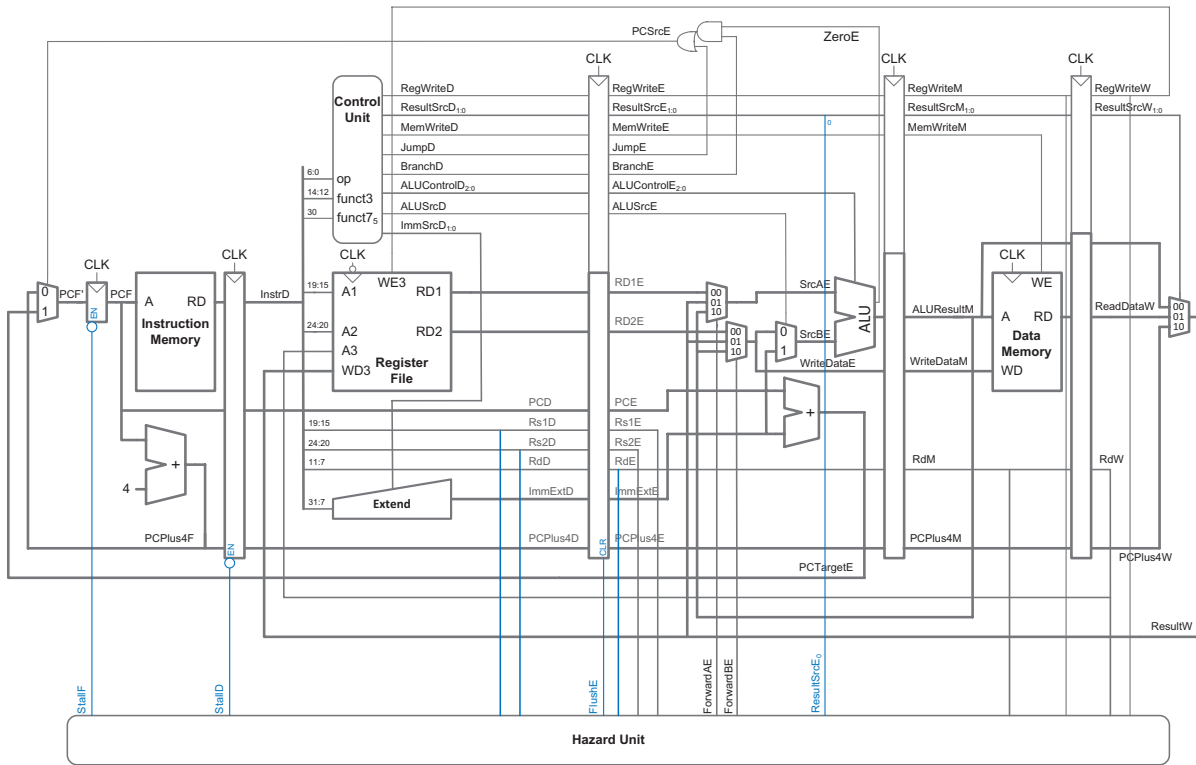 PCSrcE
ZeroE
CLK
CLK
CLK
Control Unit
RegWriteD
RegWriteE
RegWriteM
RegWriteW
ResultSrcD1:0
ResultSrcE1:0
ResultSrcM1:0
ResultSrcW1:0
0
MemWriteD
MemWriteE
MemWriteM
JumpD
JumpE
BranchD
BranchE
6:0
op
14:12
funct3
30
funct75
ALUControlD2:0
ALUControlE2:0
ALUSrcD
ALUSrcE
ImmSrcD1:0
CLK
CLK
CLK
CLK
0
1
PCF'
EN
PCF
A
RD
Instruction Memory
InstrD
19:15
A1
WE3
RD1
RD1E
24:20
A2
RD2
RD2E
A3
WD3
Register File
00
01
10
00
01
10
0
1
SrcAE
SrcBE
ALU
WriteDataE
ALUResultM
WriteDataM
A
RD
WE
WD
Data Memory
ReadDataW
00
01
10
PCD
PCE
+
19:15
Rs1D
Rs1E
24:20
Rs2D
Rs2E
11:7
RdD
RdE
RdM
RdW
4
+
31:7
Extend
ImmExtD
ImmExtE
PCPlus4F
EN
PCPlus4D
CLR
PCPlus4E
PCPlus4M
PCPlus4W
PCTargetE
ResultW
StallF
StallD
FlushE
ForwardAE
ForwardBE
ResultSrcE0
Hazard Unit